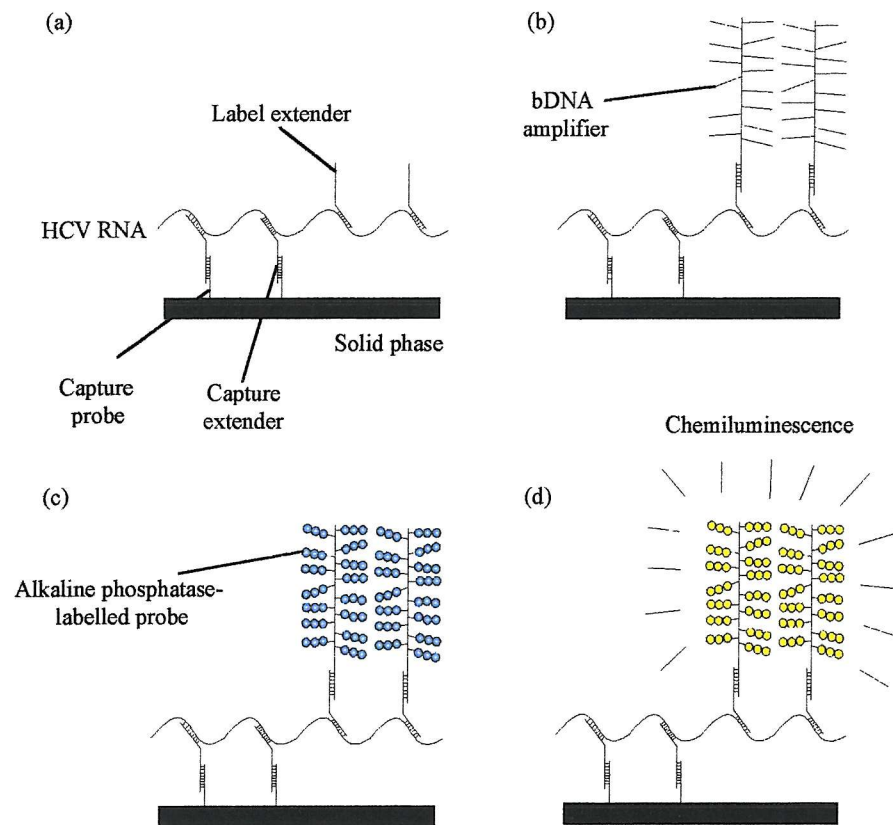 (a)
Label extender
HCV RNA
Solid phase
Capture
probe
Capture
extender
(b)
bDNA
amplifier
(c)
Alkaline phosphatase-
labelled probe
Chemiluminescence
(d)